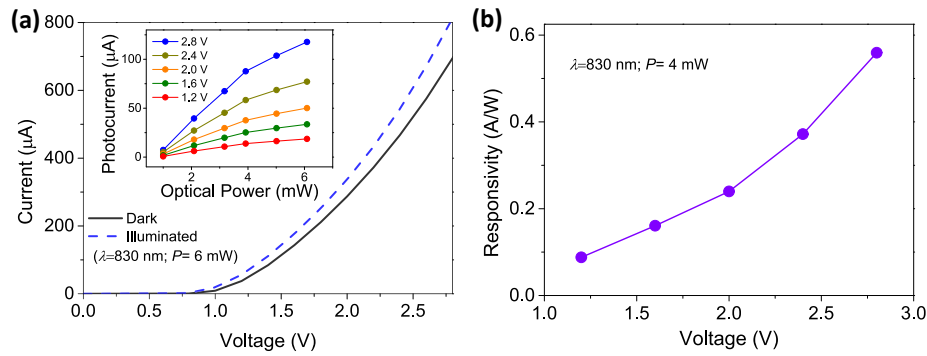 (a)
800
600
400
200
0
Current (μA)
0.0 0.5 1.0 1.5 2.0 2.5
Voltage (V)
Dark
Illuminated
(λ=830 nm; P= 6 mW)
Photocurrent (μA)
100
50
0
2.8 V
2.4 V
2.0 V
1.6 V
1.2 V
2 4 6
Optical Power (mW)
(b)
0.6
0.4
0.2
0.0
Responsivity (A/W)
λ=830 nm; P= 4 mW
1.0 1.5 2.0 2.5 3.0
Voltage (V)